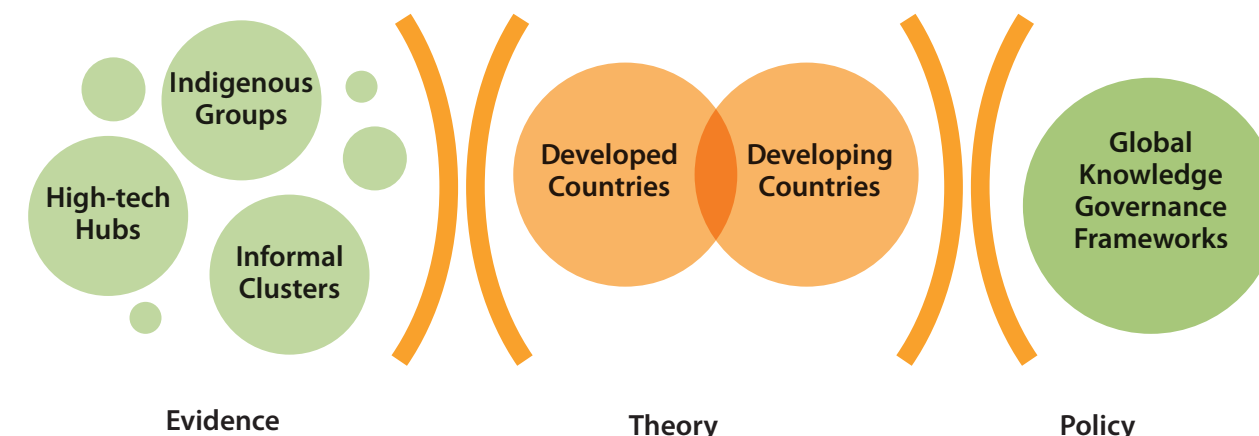 Indigenous
Groups
High-tech
Hubs
Informal
Clusters
Developed
Countries
Developing
Countries
Global
Knowledge
Governance
Frameworks
Evidence
Theory
Policy